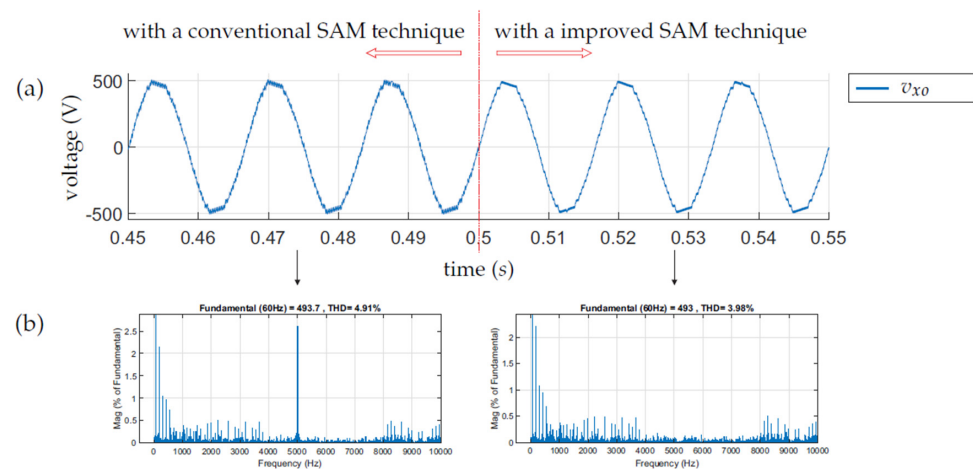 with a conventional SAM technique
with a improved SAM technique
(a)
voltage (V)
500
0
-500
v_xo
0.45 0.46 0.47 0.48 0.49 0.5 0.51 0.52 0.53 0.54 0.55
time (s)
(b)
Fundamental (60Hz) = 493.7 , THD= 4.91%
Mag (% of Fundamental)
2.5
2
1.5
1
0.5
0
0 1000 2000 3000 4000 5000 6000 7000 8000 9000 10000
Frequency (Hz)
Fundamental (60Hz) = 493 , THD= 3.98%
Mag (% of Fundamental)
2
1.5
1
0.5
0
0 1000 2000 3000 4000 5000 6000 7000 8000 9000 10000
Frequency (Hz)